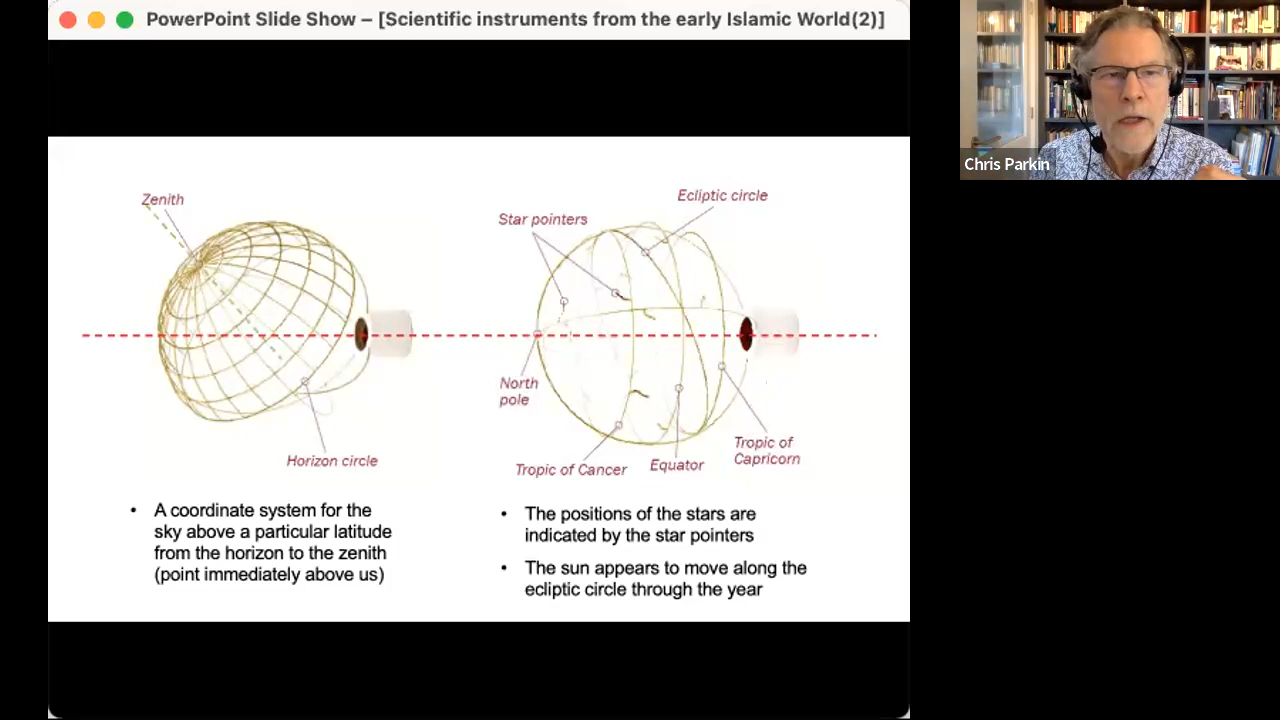 PowerPoint Slide Show – [Scientific instruments from the early Islamic World(2)]
Chris Parkin
Zenith
Horizon circle
Star pointers
Ecliptic circle
North
pole
Tropic of Cancer
Equator
Tropic of
Capricorn
• A coordinate system for the
sky above a particular latitude
from the horizon to the zenith
(point immediately above us)
• The positions of the stars are
indicated by the star pointers
• The sun appears to move along the
ecliptic circle through the year